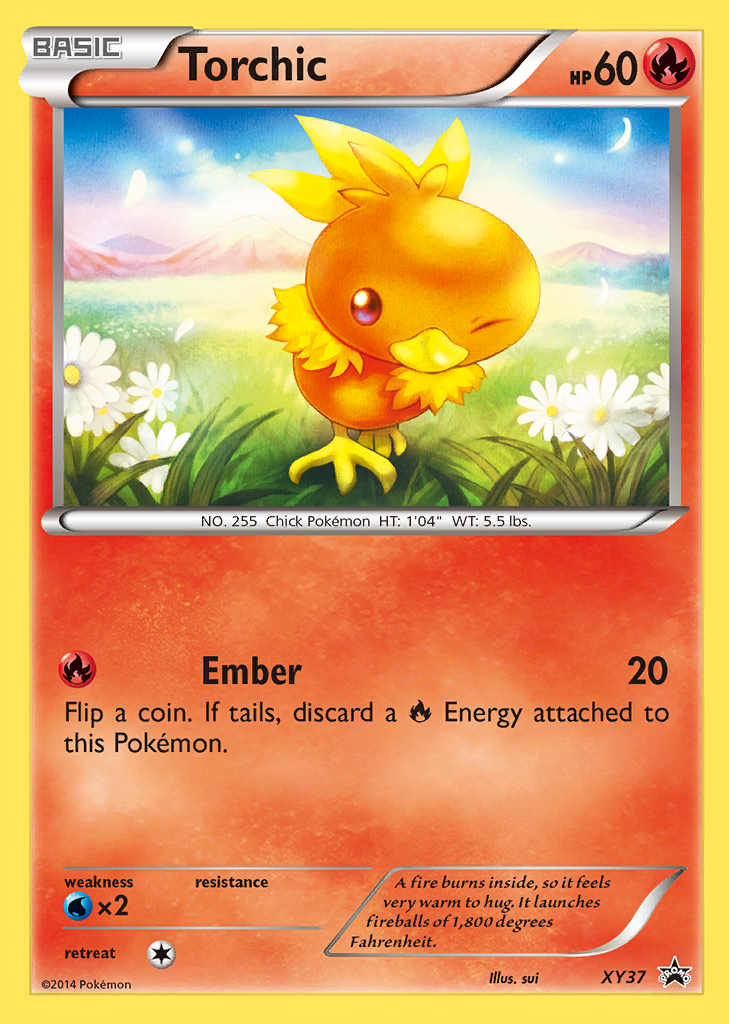 BASIC
Torchic
HP60
NO. 255 Chick Pokémon HT: 1'04" WT: 5.5 lbs.
Ember 20
Flip a coin. If tails, discard a Energy attached to
this Pokémon.
weakness resistance
×2
retreat
A fire burns inside, so it feels
very warm to hug. It launches
fireballs of 1,800 degrees
Fahrenheit.
©2014 Pokémon
Illus. sui
XY37
PROMO